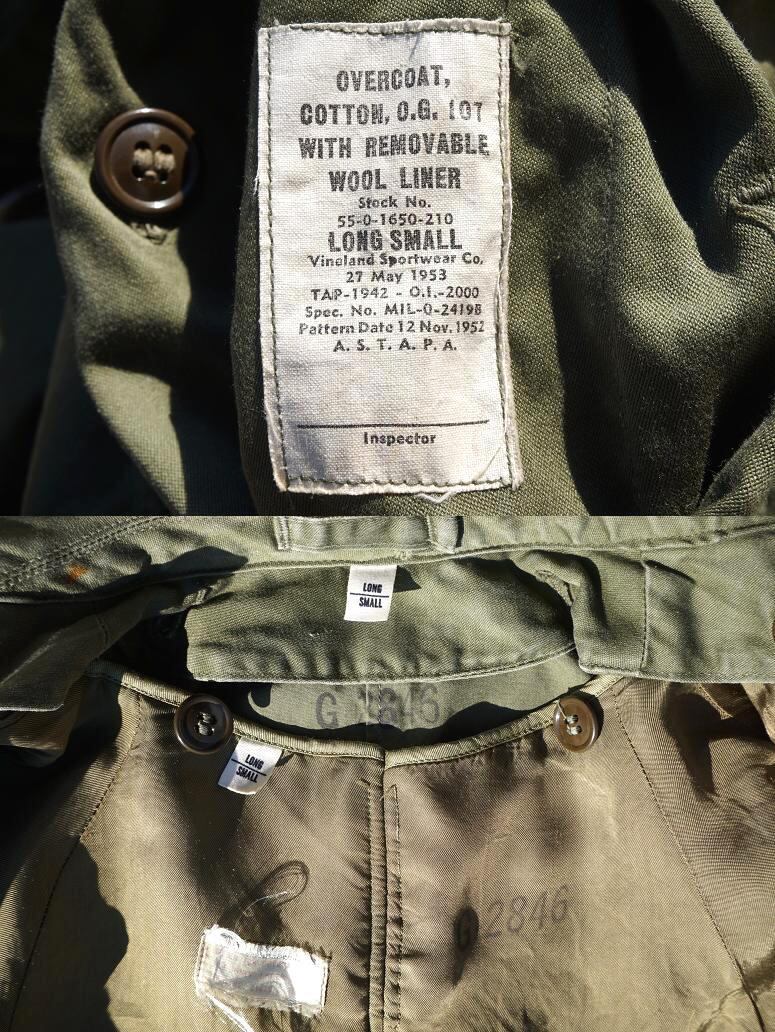 OVERCOAT,
COTTON, O.G. 107
WITH REMOVABLE
WOOL LINER
Stock No.
55-0-1650-210
LONG SMALL
Vineland Sportwear Co.
27 May 1953
TAP-1942 - O.I.-2000
Spec. No. MIL-O-2419B
Pattern Date 12 Nov. 1952
A. S. T. A. P. A.
Inspector
LONG
SMALL
G 2846
LONG
SMALL
G 2846